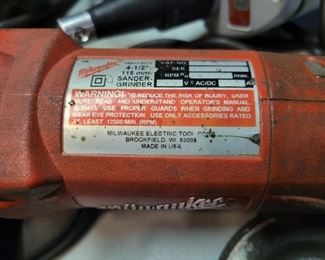 Milwaukee
HEAVY DUTY
4-1/2"
115 mm
SANDER-
GRINDER
CAT. NO.
SER.
RPM n /min.
V AC/DC A
WARNING! TO REDUCE THE RISK OF INJURY, USER
MUST READ AND UNDERSTAND OPERATOR'S MANUAL.
ALWAYS USE PROPER GUARDS WHEN GRINDING AND
WEAR EYE PROTECTION. USE ONLY ACCESSORIES RATED
AT LEAST 12000/MIN. (RPM)
MILWAUKEE ELECTRIC TOOL CORP.
BROOKFIELD, WI 53005
MADE IN USA
Milwaukee